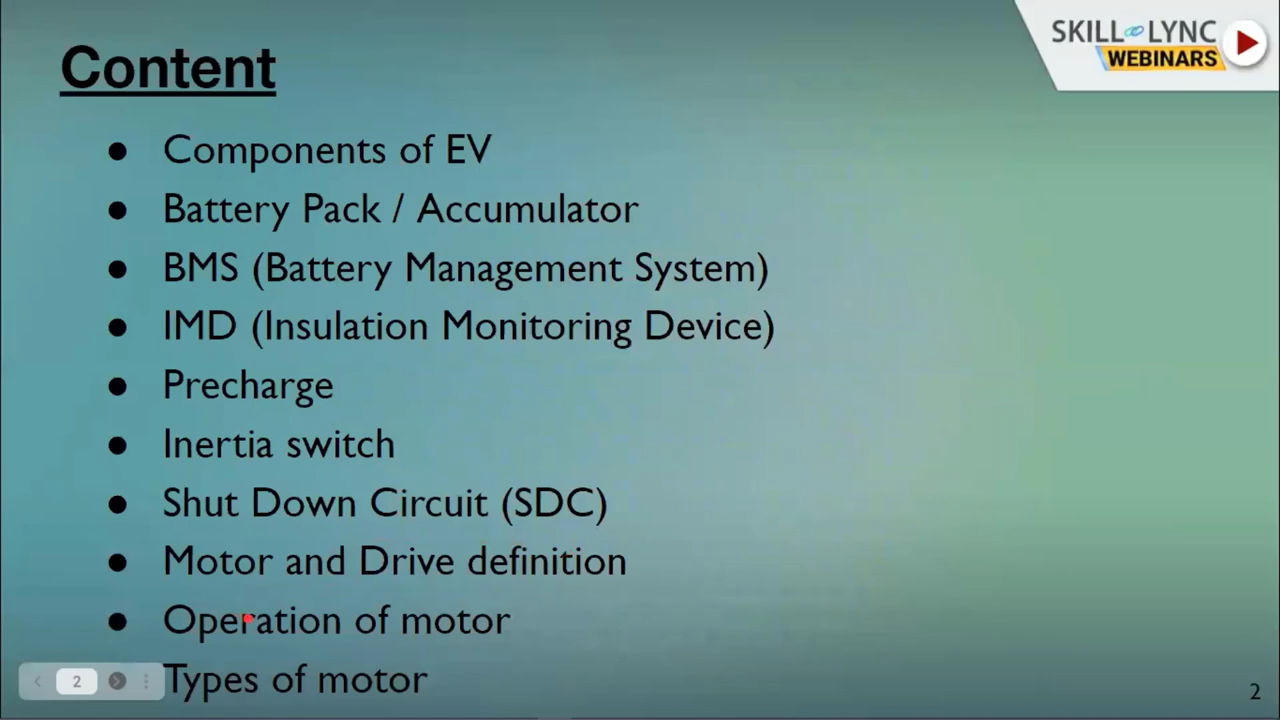 SKILL LYNC
WEBINARS
Content
● Components of EV
● Battery Pack / Accumulator
● BMS (Battery Management System)
● IMD (Insulation Monitoring Device)
● Precharge
● Inertia switch
● Shut Down Circuit (SDC)
● Motor and Drive definition
● Operation of motor
Types of motor
2
2